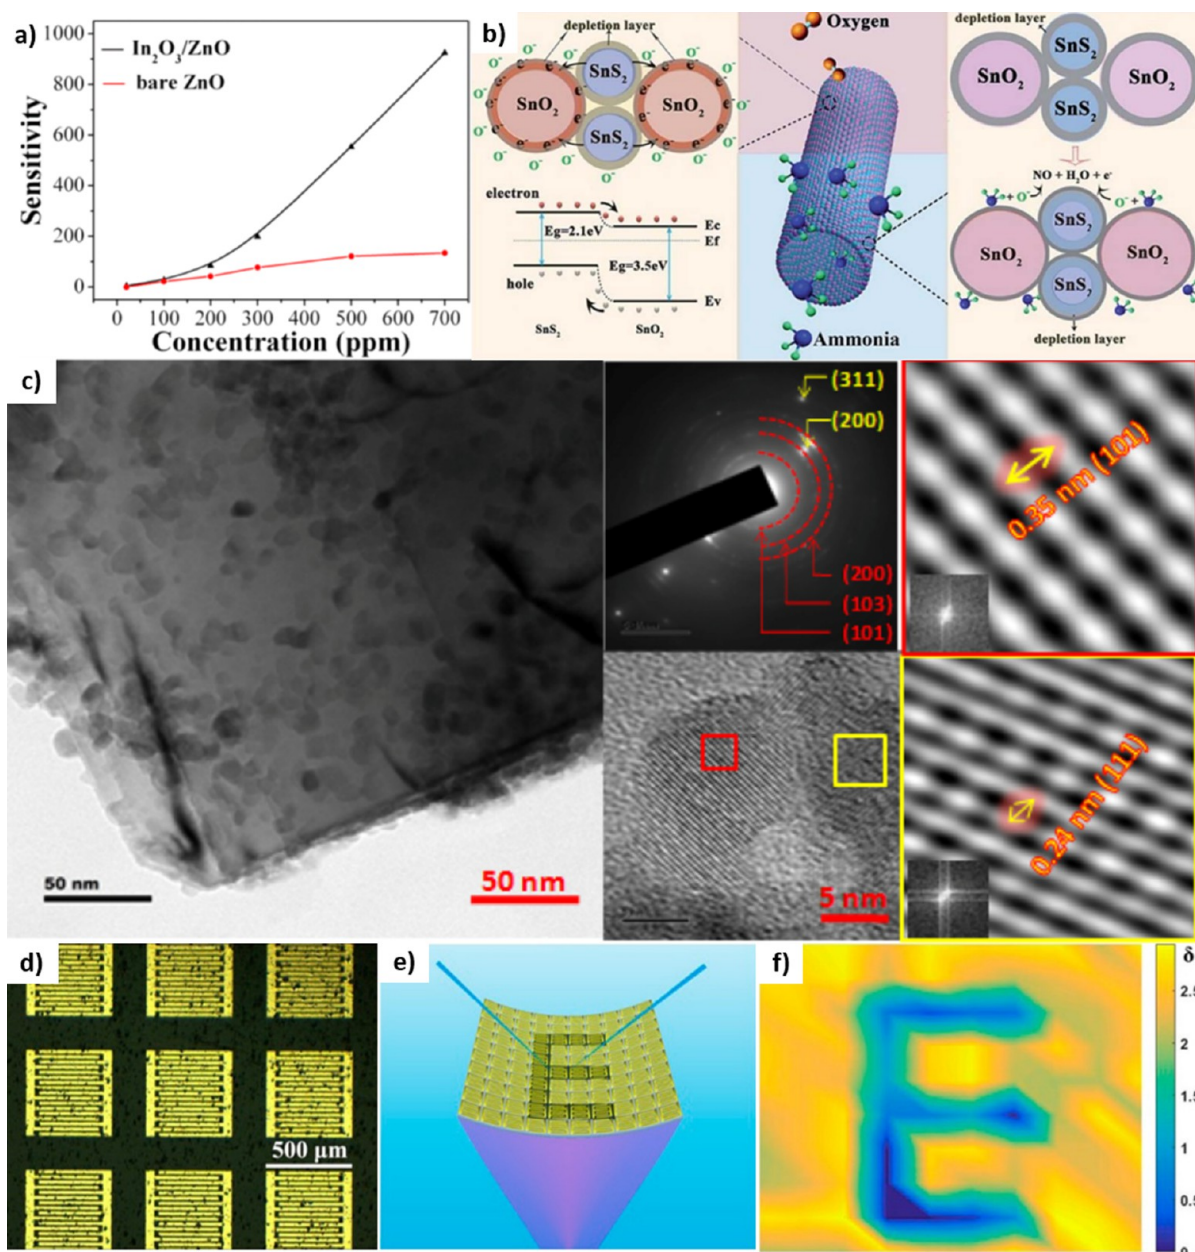 a)
1000
800
600
400
200
0
Sensitivity
In₂O₃/ZnO
bare ZnO
0 100 200 300 400 500 600 700
Concentration (ppm)
b)
depletion layer
O⁻ O⁻ O⁻ O⁻ O⁻ O⁻
e⁻ e⁻ e⁻ e⁻
SnS₂
SnO₂
SnO₂
SnS₂
electron
Ec
Eg=2.1eV
Ef
Eg=3.5eV
hole
Ev
SnS₂
SnO₂
Oxygen
Ammonia
depletion layer
SnS₂
SnO₂
SnO₂
SnS₂
NO + H₂O + e⁻
+ O⁻
O⁻ +
SnS₂
SnO₂
SnO₂
SnS₂
depletion layer
c)
50 nm
50 nm
(311)
(200)
(200)
(103)
(101)
0.35 nm (101)
5 nm
0.24 nm (111)
d)
500 μm
e)
f)
δ
2.5
2
1.5
1
0.5